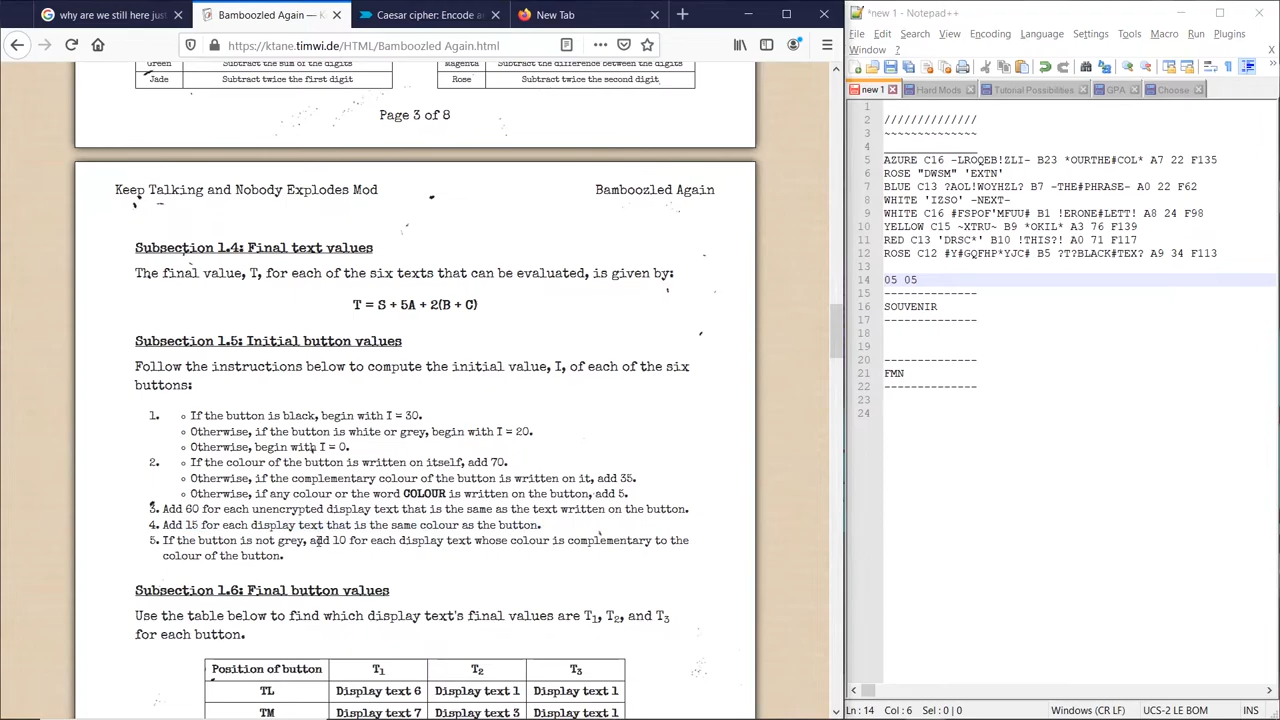 why are we still here jus
Bamboozled Again — K
Caesar cipher: Encode a
New Tab
https://ktane.timwi.de/HTML/Bamboozled Again.html
Green Subtract the sum of the digits
Magenta Subtract the difference between the digits
Jade Subtract twice the first digit
Rose Subtract twice the second digit
Page 3 of 8
Keep Talking and Nobody Explodes Mod
Bamboozled Again
Subsection 1.4: Final text values
The final value, T, for each of the six texts that can be evaluated, is given by:
T = S + 5A + 2(B + C)
Subsection 1.5: Initial button values
Follow the instructions below to compute the initial value, I, of each of the six
buttons:
1. ◦ If the button is black, begin with I = 30.
◦ Otherwise, if the button is white or grey, begin with I = 20.
◦ Otherwise, begin with I = 0.
2. ◦ If the colour of the button is written on itself, add 70.
◦ Otherwise, if the complementary colour of the button is written on it, add 35.
◦ Otherwise, if any colour or the word COLOUR is written on the button, add 5.
3. Add 60 for each unencrypted display text that is the same as the text written on the button.
4. Add 15 for each display text that is the same colour as the button.
5. If the button is not grey, add 10 for each display text whose colour is complementary to the
colour of the button.
Subsection 1.6: Final button values
Use the table below to find which display text's final values are T1, T2, and T3
for each button.
Position of button T1 T2 T3
TL Display text 6 Display text 1 Display text 1
TM Display text 7 Display text 3 Display text 1
*new 1 - Notepad++
File Edit Search View Encoding Language Settings Tools Macro Run Plugins
Window ?
new 1 Hard Mods Tutorial Possibilities GPA Choose
1
2 //////////////
3 ~~~~~~~~~~~~~~
4 ______________
5 AZURE C16 -LROQEB!ZLI- B23 *OURTHE#COL* A7 22 F135
6 ROSE "DWSM" 'EXTN'
7 BLUE C13 ?AOL!WOYHZL? B7 -THE#PHRASE- A0 22 F62
8 WHITE 'IZSO' -NEXT-
9 WHITE C16 #FSPOF'MFUU# B1 !ERONE#LETT! A8 24 F98
10 YELLOW C15 ~XTRU~ B9 *OKIL* A3 76 F139
11 RED C13 'DRSC*' B10 !THIS?! A0 71 F117
12 ROSE C12 #Y#GQFHP*YJC# B5 ?T?BLACK#TEX? A9 34 F113
13
14 05 05
15 --------------
16 SOUVENIR
17 --------------
18
19
20 --------------
21 FMN
22 --------------
23
24
Ln : 14 Col : 6 Sel : 0 | 0
Windows (CR LF)
UCS-2 LE BOM
INS